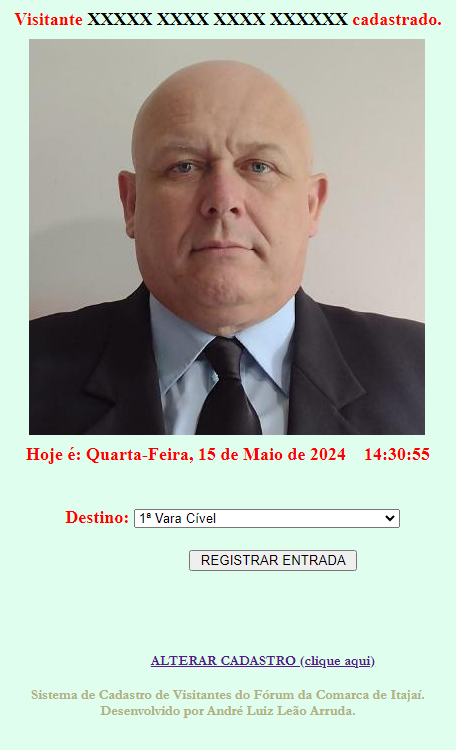 Visitante XXXXX XXXX XXXX XXXXXX cadastrado.
Hoje é: Quarta-Feira, 15 de Maio de 2024 14:30:55
Destino: 1ª Vara Cível
REGISTRAR ENTRADA
ALTERAR CADASTRO (clique aqui)
Sistema de Cadastro de Visitantes do Fórum da Comarca de Itajaí.
Desenvolvido por André Luiz Leão Arruda.